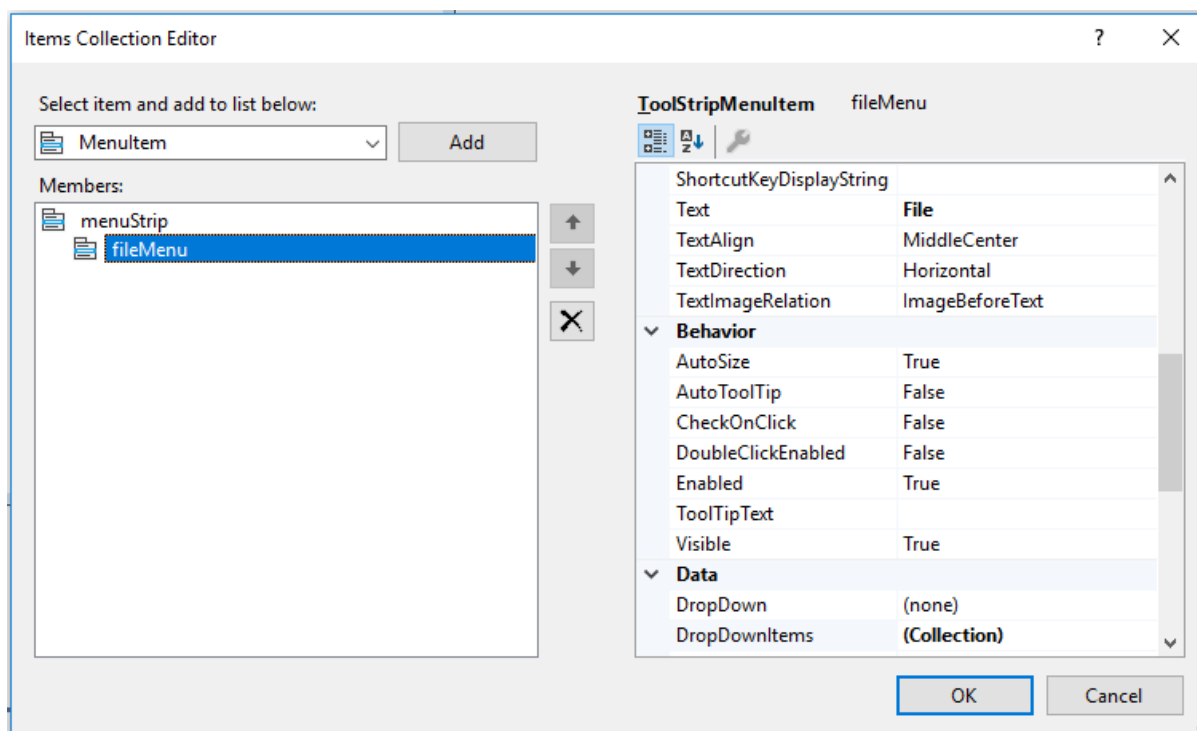 Items Collection Editor
?
Select item and add to list below:
MenuItem
Add
Members:
menuStrip
fileMenu
ToolStripMenuItem fileMenu
ShortcutKeyDisplayString
Text File
TextAlign MiddleCenter
TextDirection Horizontal
TextImageRelation ImageBeforeText
Behavior
AutoSize True
AutoToolTip False
CheckOnClick False
DoubleClickEnabled False
Enabled True
ToolTipText
Visible True
Data
DropDown (none)
DropDownItems (Collection)
OK
Cancel